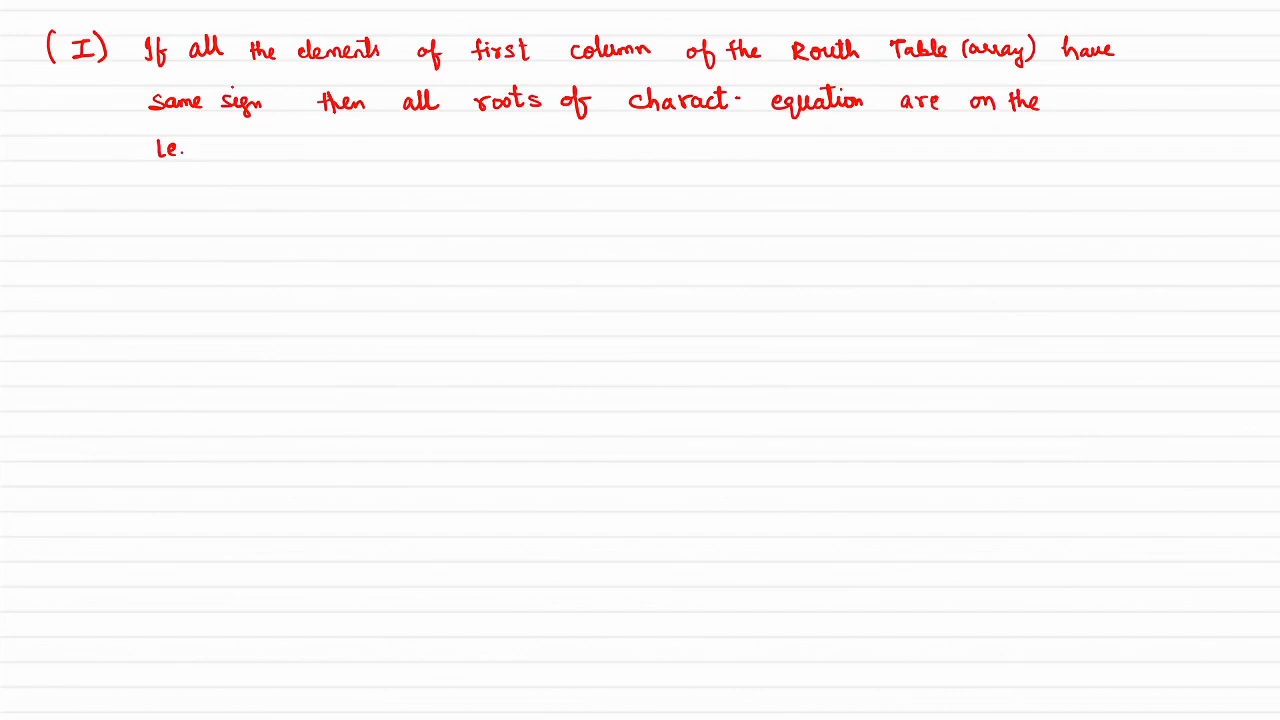 (I) If all the elements of first column of the Routh Table (array) have
same sign then all roots of charact. equation are on the
le.